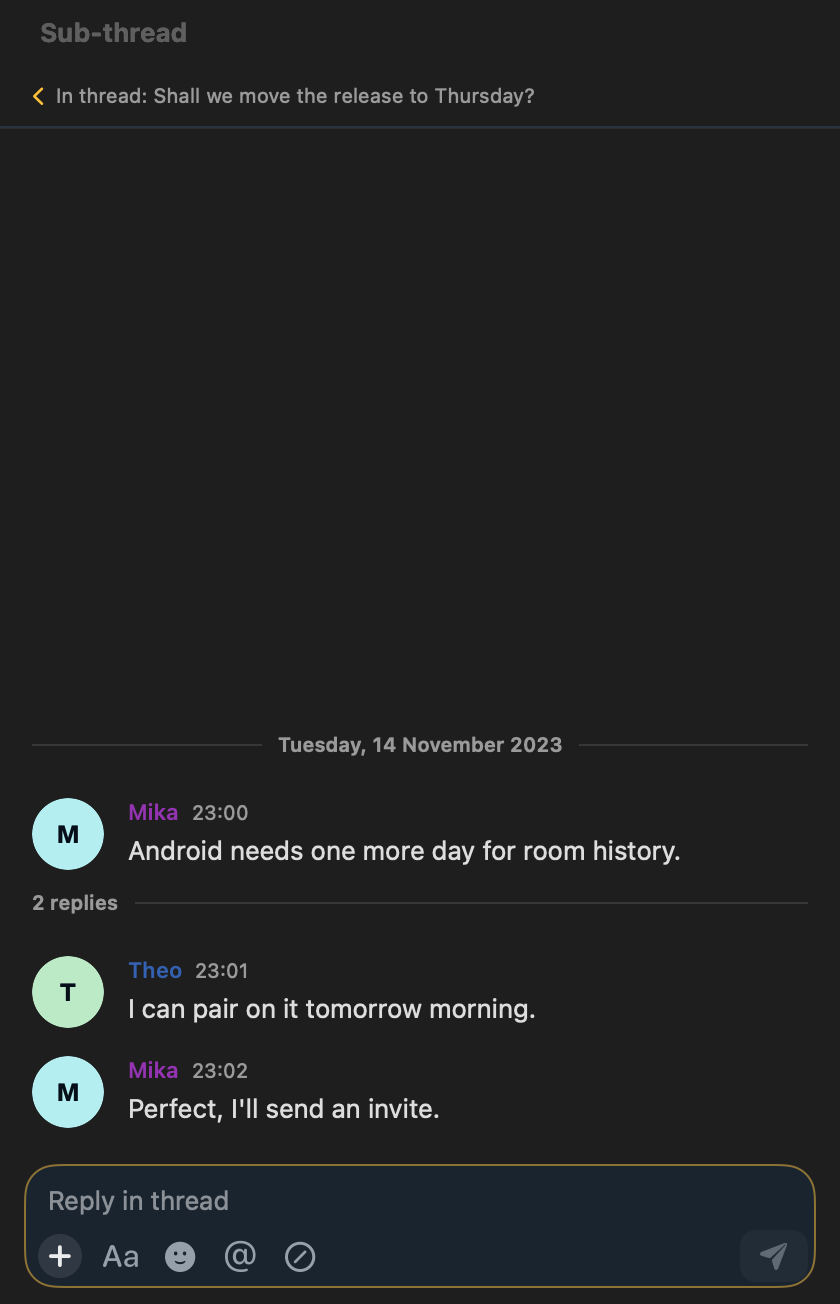 Sub-thread
In thread: Shall we move the release to Thursday?
Tuesday, 14 November 2023
M
Mika 23:00
Android needs one more day for room history.
2 replies
T
Theo 23:01
I can pair on it tomorrow morning.
M
Mika 23:02
Perfect, I'll send an invite.
Reply in thread
Aa @